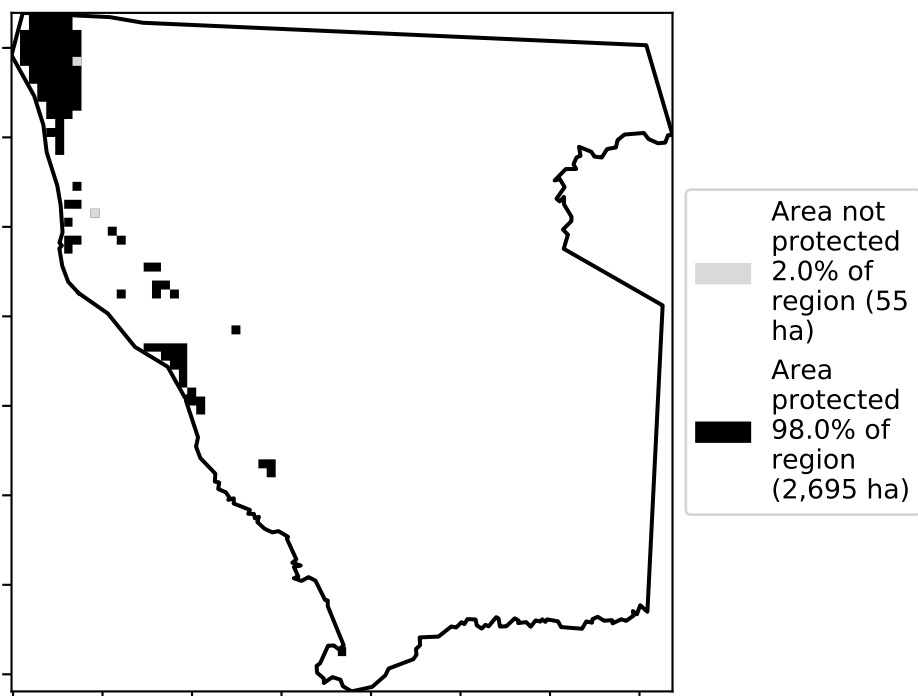 Area not
protected
2.0% of
region (55
ha)
Area
protected
98.0% of
region
(2,695 ha)